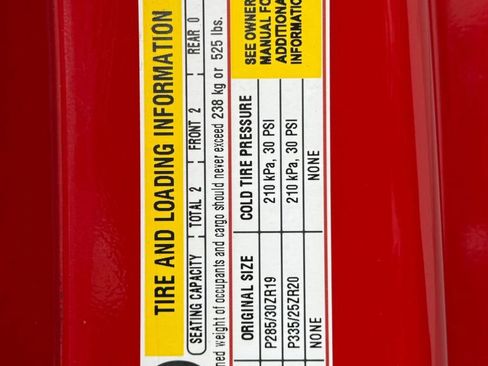 TIRE AND LOADING INFORMATION
SEATING CAPACITY TOTAL 2 FRONT 2 REAR 0
weight of occupants and cargo should never exceed 238 kg or 525 lbs.
ORIGINAL SIZE COLD TIRE PRESSURE
P285/30ZR19 210 kPa, 30 PSI
P335/25ZR20 210 kPa, 30 PSI
NONE NONE
SEE OWNER
MANUAL FO
ADDITIONA
INFORMATIO